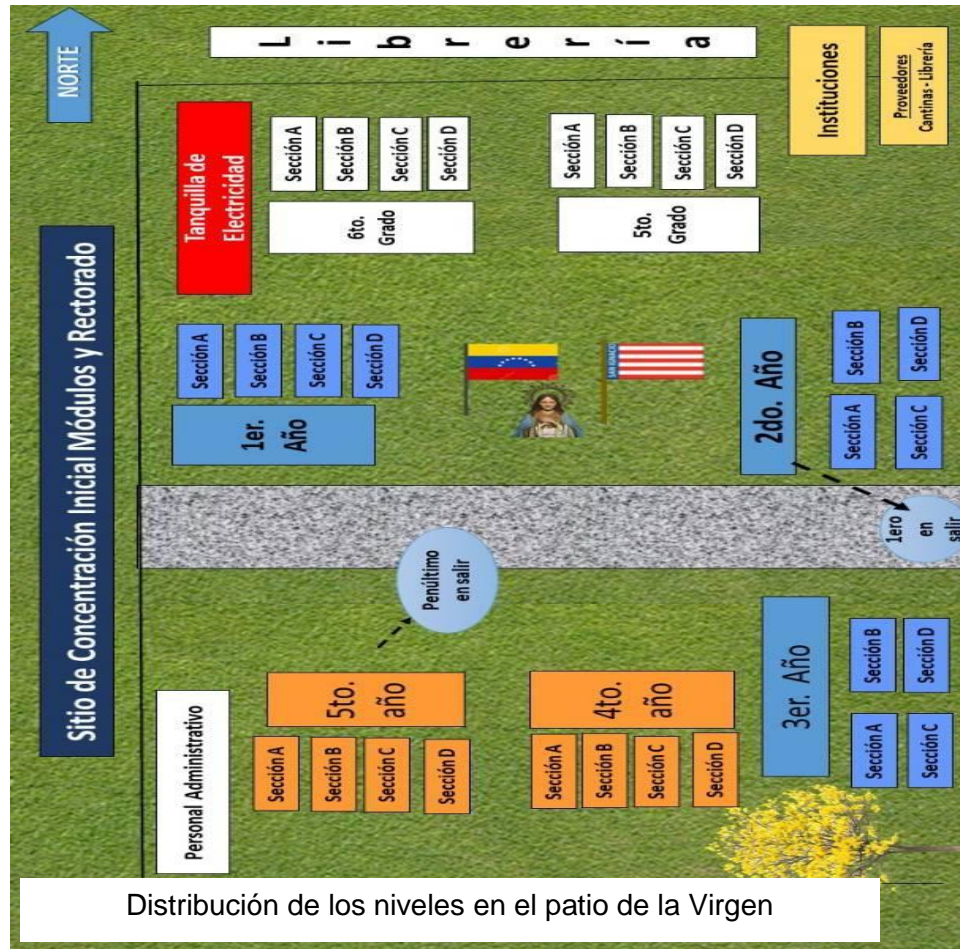 NORTE
Sitio de Concentración Inicial Módulos y Rectorado
L i b r e r í a
Instituciones
Proveedores
Cantinas - Librería
Tanquilla de
Electricidad
6to.
Grado
Sección A
Sección B
Sección C
Sección D
5to.
Grado
Sección A
Sección B
Sección C
Sección D
1er.
Año
Sección A
Sección B
Sección C
Sección D
SAN IGNACIO
2do. Año
Sección A
Sección B
Sección C
Sección D
1ero
en
salir
Penúltimo
en salir
Personal Administrativo
5to.
año
Sección A
Sección B
Sección C
Sección D
4to.
año
Sección A
Sección B
Sección C
Sección D
3er. Año
Sección A
Sección B
Sección C
Sección D
Distribución de los niveles en el patio de la Virgen